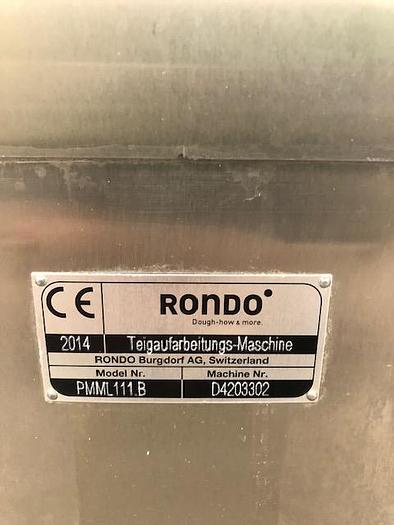 CE
RONDO
Dough-how & more.
2014 Teigaufarbeitungs-Maschine
RONDO Burgdorf AG, Switzerland
Model Nr. Machine Nr.
PMML111.B D4203302